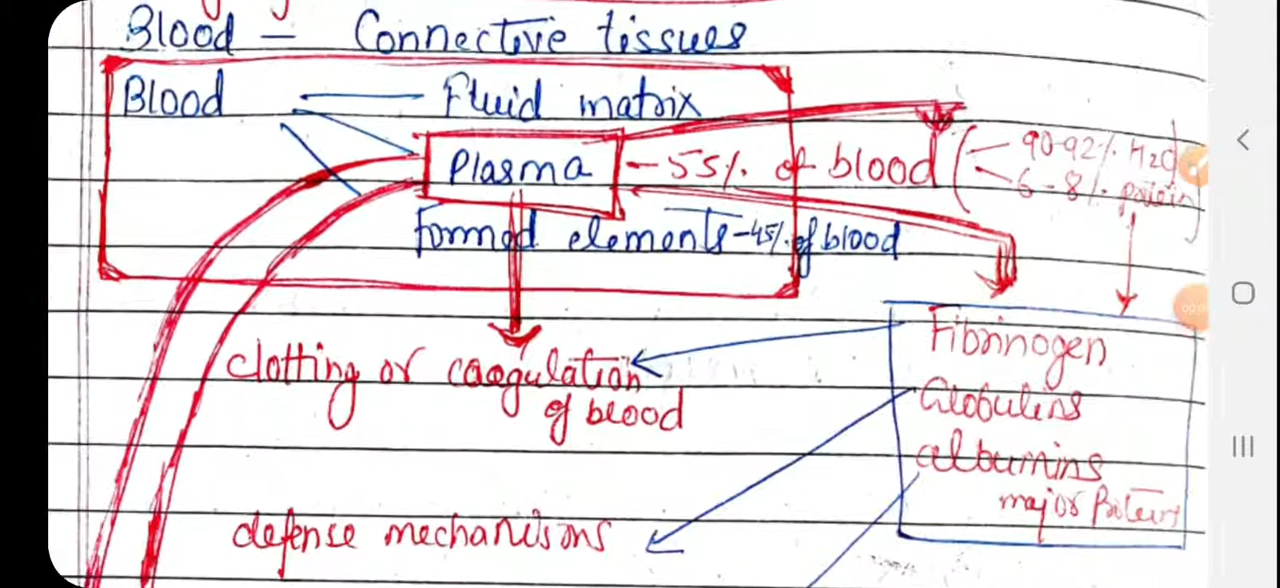 Blood - Connective tissues
Blood - Fluid matrix
Plasma - 55% of blood
90-92% H2O
6-8% protein
Formed elements - 45% of blood
Fibrinogen
clotting or coagulation
of blood
Globulins
albumins
major Protein
defense mechanisms